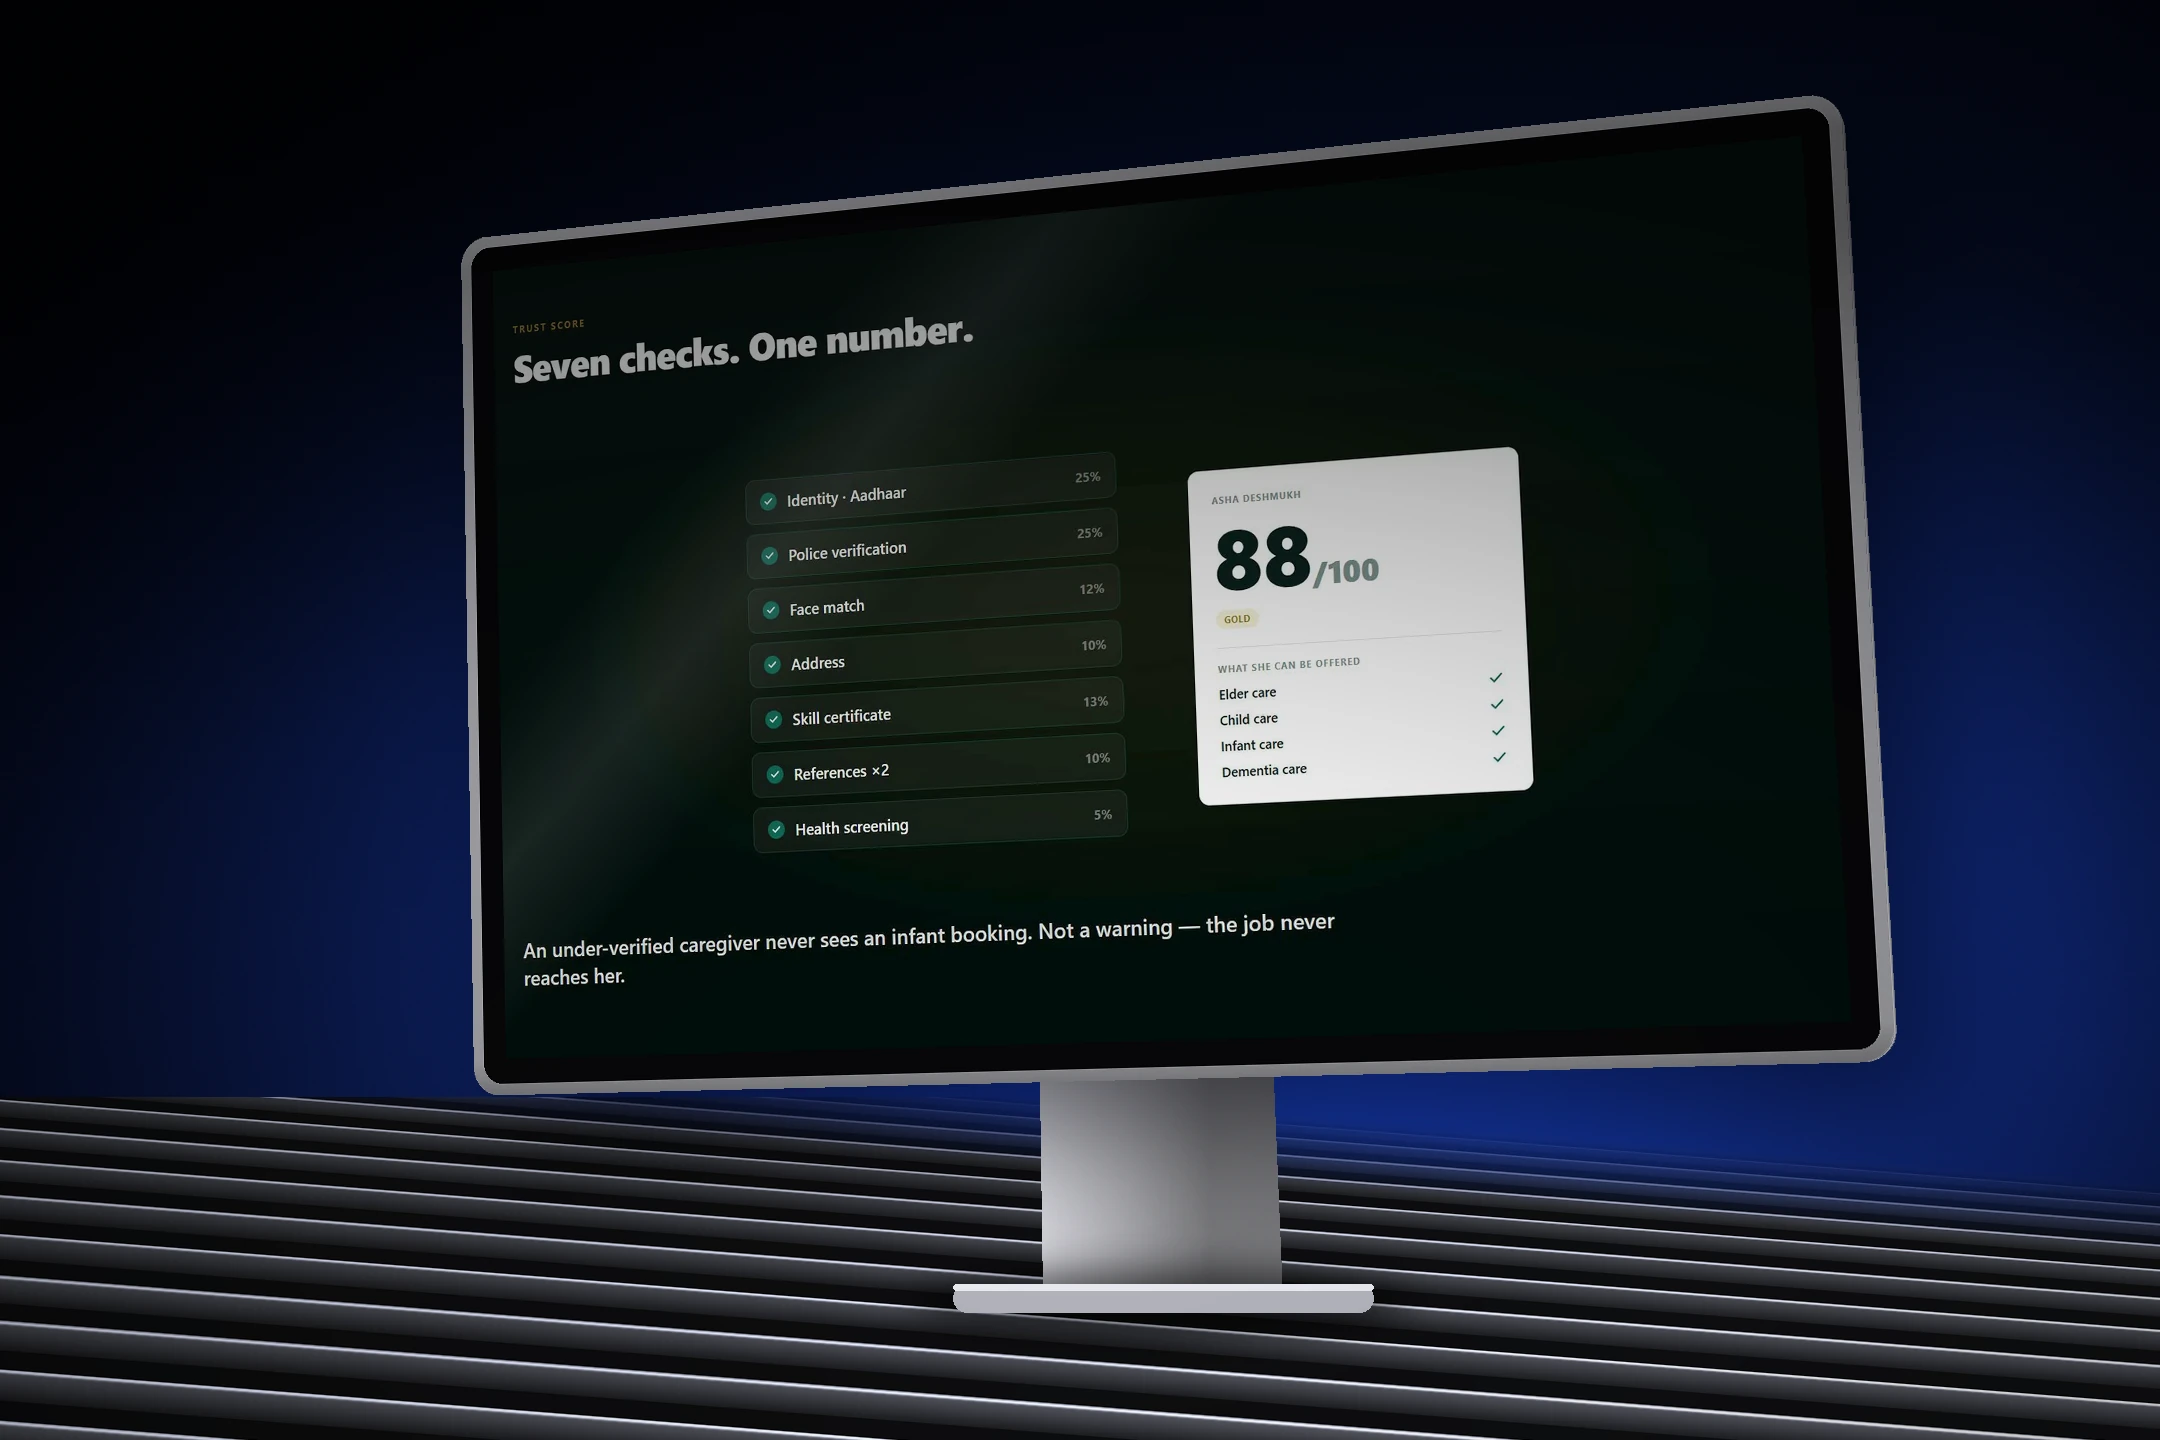 TRUST SCORE
Seven checks. One number.
Identity · Aadhaar 25%
Police verification 25%
Face match 12%
Address 10%
Skill certificate 13%
References ×2 10%
Health screening 5%
ASHA DESHMUKH
88/100
GOLD
WHAT SHE CAN BE OFFERED
Elder care
Child care
Infant care
Dementia care
An under-verified caregiver never sees an infant booking. Not a warning — the job never
reaches her.